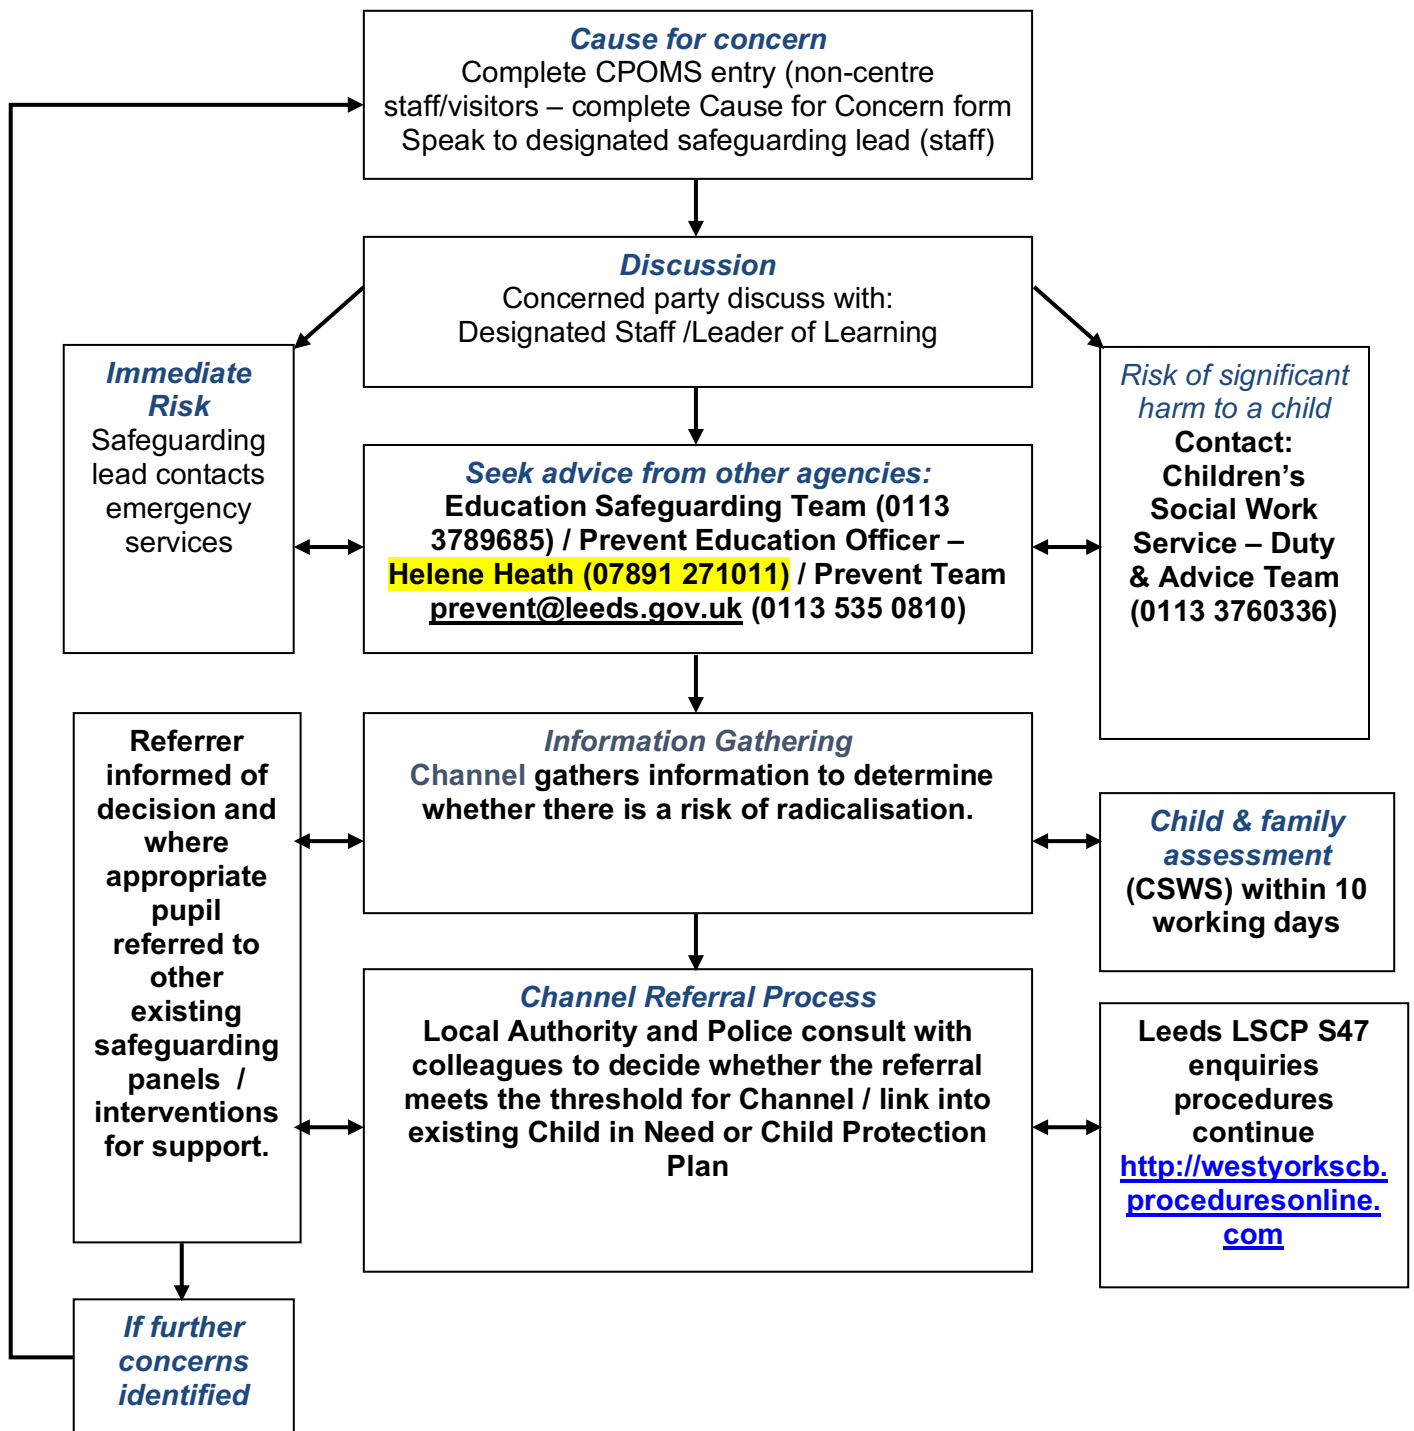 Cause for concern
Complete CPOMS entry (non-centre
staff/visitors – complete Cause for Concern form
Speak to designated safeguarding lead (staff)
Discussion
Concerned party discuss with:
Designated Staff /Leader of Learning
Immediate
Risk
Safeguarding
lead contacts
emergency
services
Seek advice from other agencies:
Education Safeguarding Team (0113
3789685) / Prevent Education Officer –
Helene Heath (07891 271011) / Prevent Team
prevent@leeds.gov.uk (0113 535 0810)
Risk of significant
harm to a child
Contact:
Children’s
Social Work
Service – Duty
& Advice Team
(0113 3760336)
Referrer
informed of
decision and
where
appropriate
pupil
referred to
other
existing
safeguarding
panels  /
interventions
for support.
Information Gathering
Channel gathers information to determine
whether there is a risk of radicalisation.
Child & family
assessment
(CSWS) within 10
working days
Channel Referral Process
Local Authority and Police consult with
colleagues to decide whether the referral
meets the threshold for Channel / link into
existing Child in Need or Child Protection
Plan
Leeds LSCP S47
enquiries
procedures
continue
http://westyorkscb.
proceduresonline.
com
If further
concerns
identified